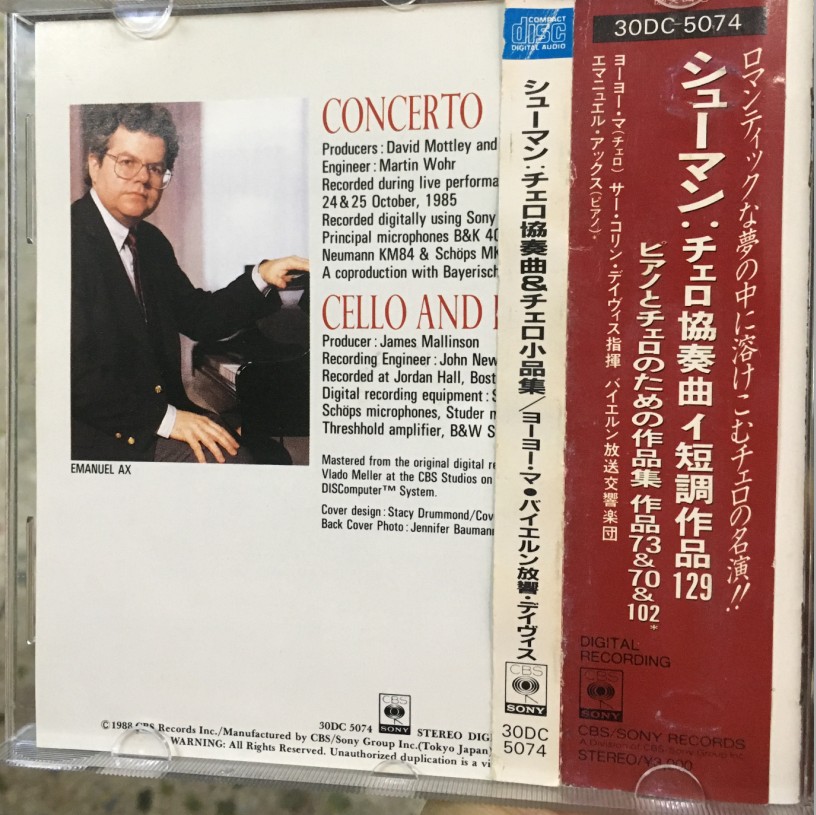 CONCERTO
Producers: David Mottley and
Engineer: Martin Wohr
Recorded during live performa
24 & 25 October, 1985
Recorded digitally using Sony
Principal microphones B&K 40
Neumann KM84 & Schöps MK
A coproduction with Bayerisch
CELLO AND
Producer: James Mallinson
Recording Engineer: John New
Recorded at Jordan Hall, Bost
Digital recording equipment: S
Schöps microphones, Studer m
Threshhold amplifier, B&W S
Mastered from the original digital re
Vlado Meller at the CBS Studios on
DISComputer™ System.
Cover design: Stacy Drummond/Cov
Back Cover Photo: Jennifer Bauman
EMANUEL AX
CBS
SONY
30DC 5074 STEREO DIG
© 1988 CBS Records Inc./Manufactured by CBS/Sony Group Inc.(Tokyo Japan)
WARNING: All Rights Reserved. Unauthorized duplication is a vi
COMPACT
disc
DIGITAL AUDIO
シューマン:チェロ協奏曲&チェロ小品集/ヨーヨー・マ●バイエルン放響・デイヴィス
CBS
SONY
30DC
5074
30DC-5074
ロマンティックな夢の中に溶けこむチェロの名演!!
シューマン:チェロ協奏曲 イ短調作品129
ピアノとチェロのための作品集 作品73&70&102*
ヨーヨー・マ(チェロ) サー・コリン・デイヴィス指揮 バイエルン放送交響楽団
エマニュエル・アックス(ピアノ)*
DIGITAL
RECORDING
CBS
SONY
CBS/SONY RECORDS
A Division of CBS/Sony Group Inc.
STEREO/¥3,000